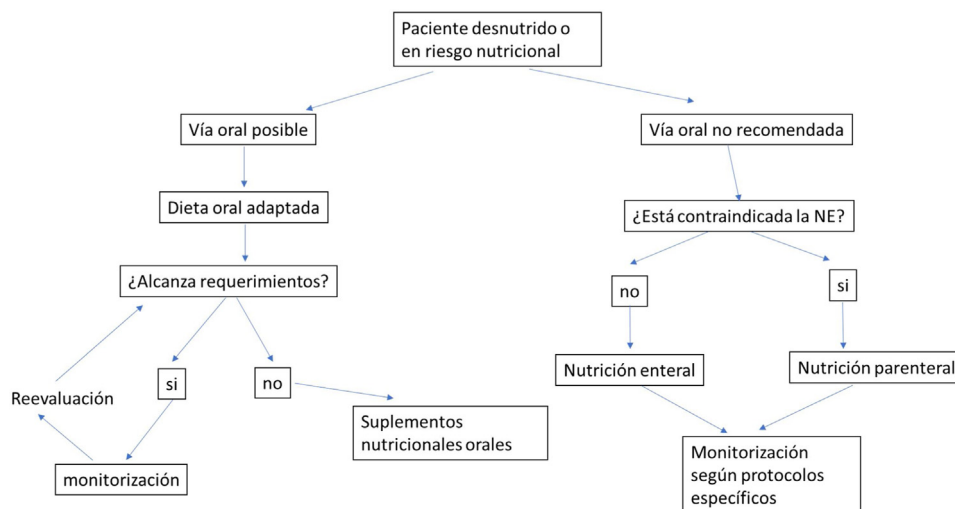 Paciente desnutrido o
en riesgo nutricional
Vía oral posible
Vía oral no recomendada
Dieta oral adaptada
¿Está contraindicada la NE?
¿Alcanza requerimientos?
no
si
si
no
Nutrición enteral
Nutrición parenteral
Reevaluación
Suplementos
nutricionales orales
monitorización
Monitorización
según protocolos
específicos